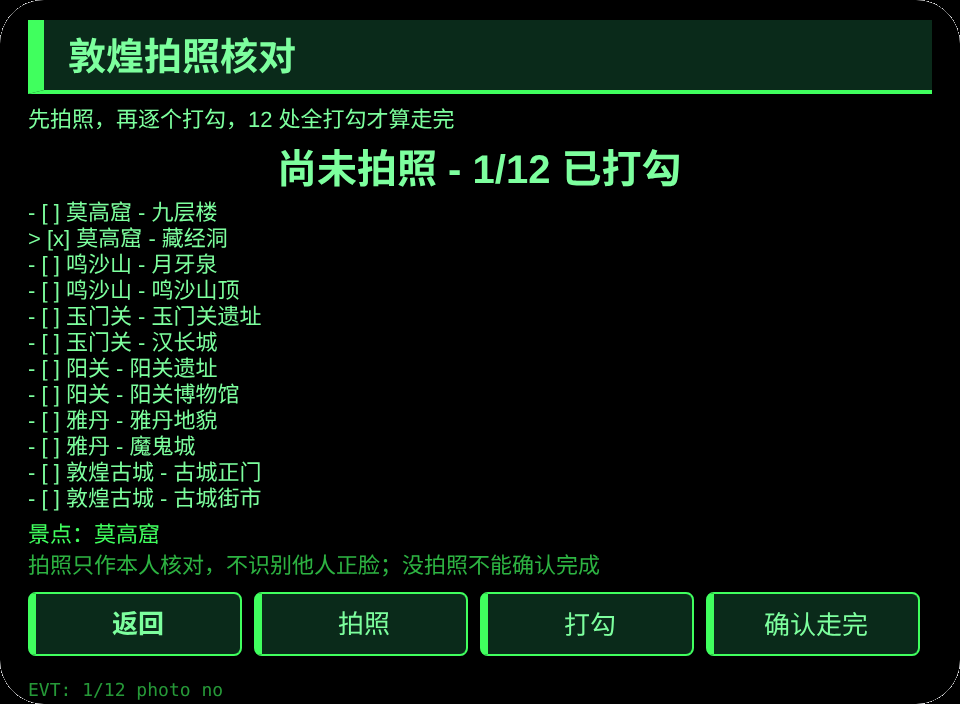 敦煌拍照核对
先拍照，再逐个打勾，12 处全打勾才算走完
尚未拍照 - 1/12 已打勾
- [ ] 莫高窟 - 九层楼
> [x] 莫高窟 - 藏经洞
- [ ] 鸣沙山 - 月牙泉
- [ ] 鸣沙山 - 鸣沙山顶
- [ ] 玉门关 - 玉门关遗址
- [ ] 玉门关 - 汉长城
- [ ] 阳关 - 阳关遗址
- [ ] 阳关 - 阳关博物馆
- [ ] 雅丹 - 雅丹地貌
- [ ] 雅丹 - 魔鬼城
- [ ] 敦煌古城 - 古城正门
- [ ] 敦煌古城 - 古城街市
景点：莫高窟
拍照只作本人核对，不识别他人正脸；没拍照不能确认完成
返回
拍照
打勾
确认走完
EVT: 1/12 photo no